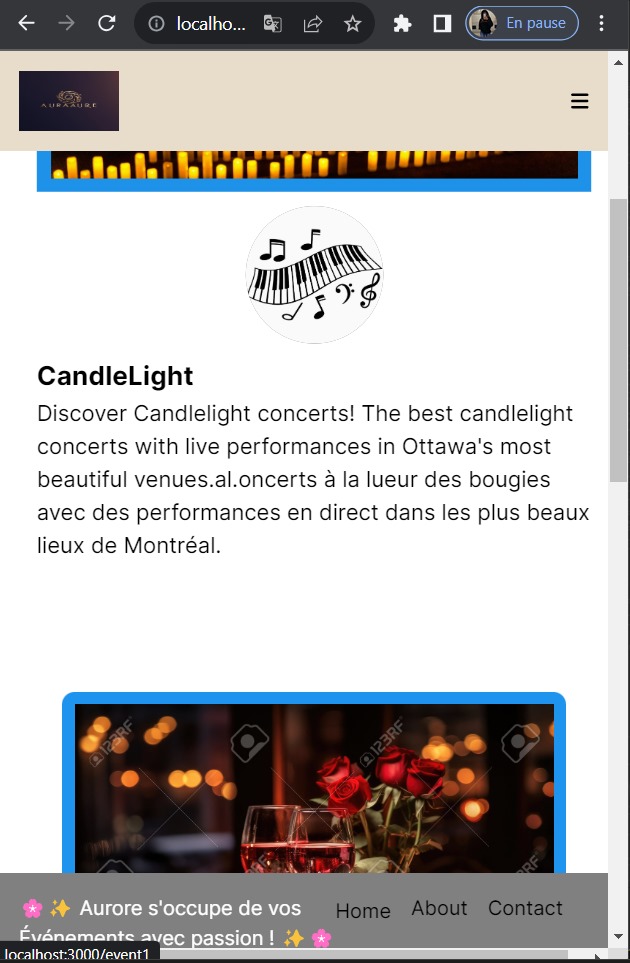 localho...
En pause
AURAAURE
CandleLight
Discover Candlelight concerts! The best candlelight
concerts with live performances in Ottawa's most
beautiful venues.al.oncerts à la lueur des bougies
avec des performances en direct dans les plus beaux
lieux de Montréal.
123RF
123RF
🌸✨ Aurore s'occupe de vos
Événements avec passion ! ✨🌸
Home About Contact
localhost:3000/event1